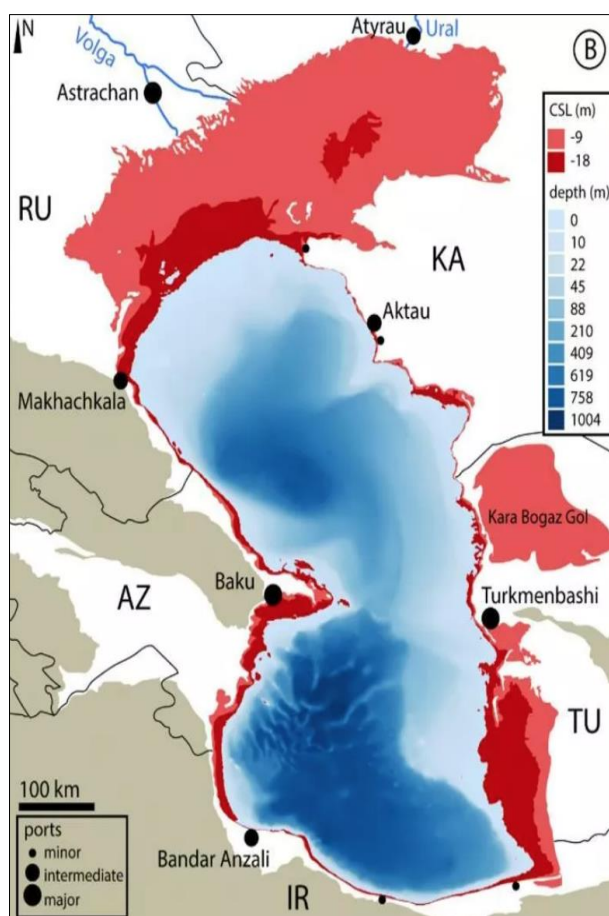 N
Volga
Atyrau
Ural
B
Astrachan
CSL (m)
-9
-18
depth (m)
0
10
22
45
88
210
409
619
758
1004
RU
KA
Aktau
Makhachkala
Kara Bogaz Gol
Baku
AZ
Turkmenbashi
TU
100 km
ports
minor
intermediate
major
Bandar Anzali
IR